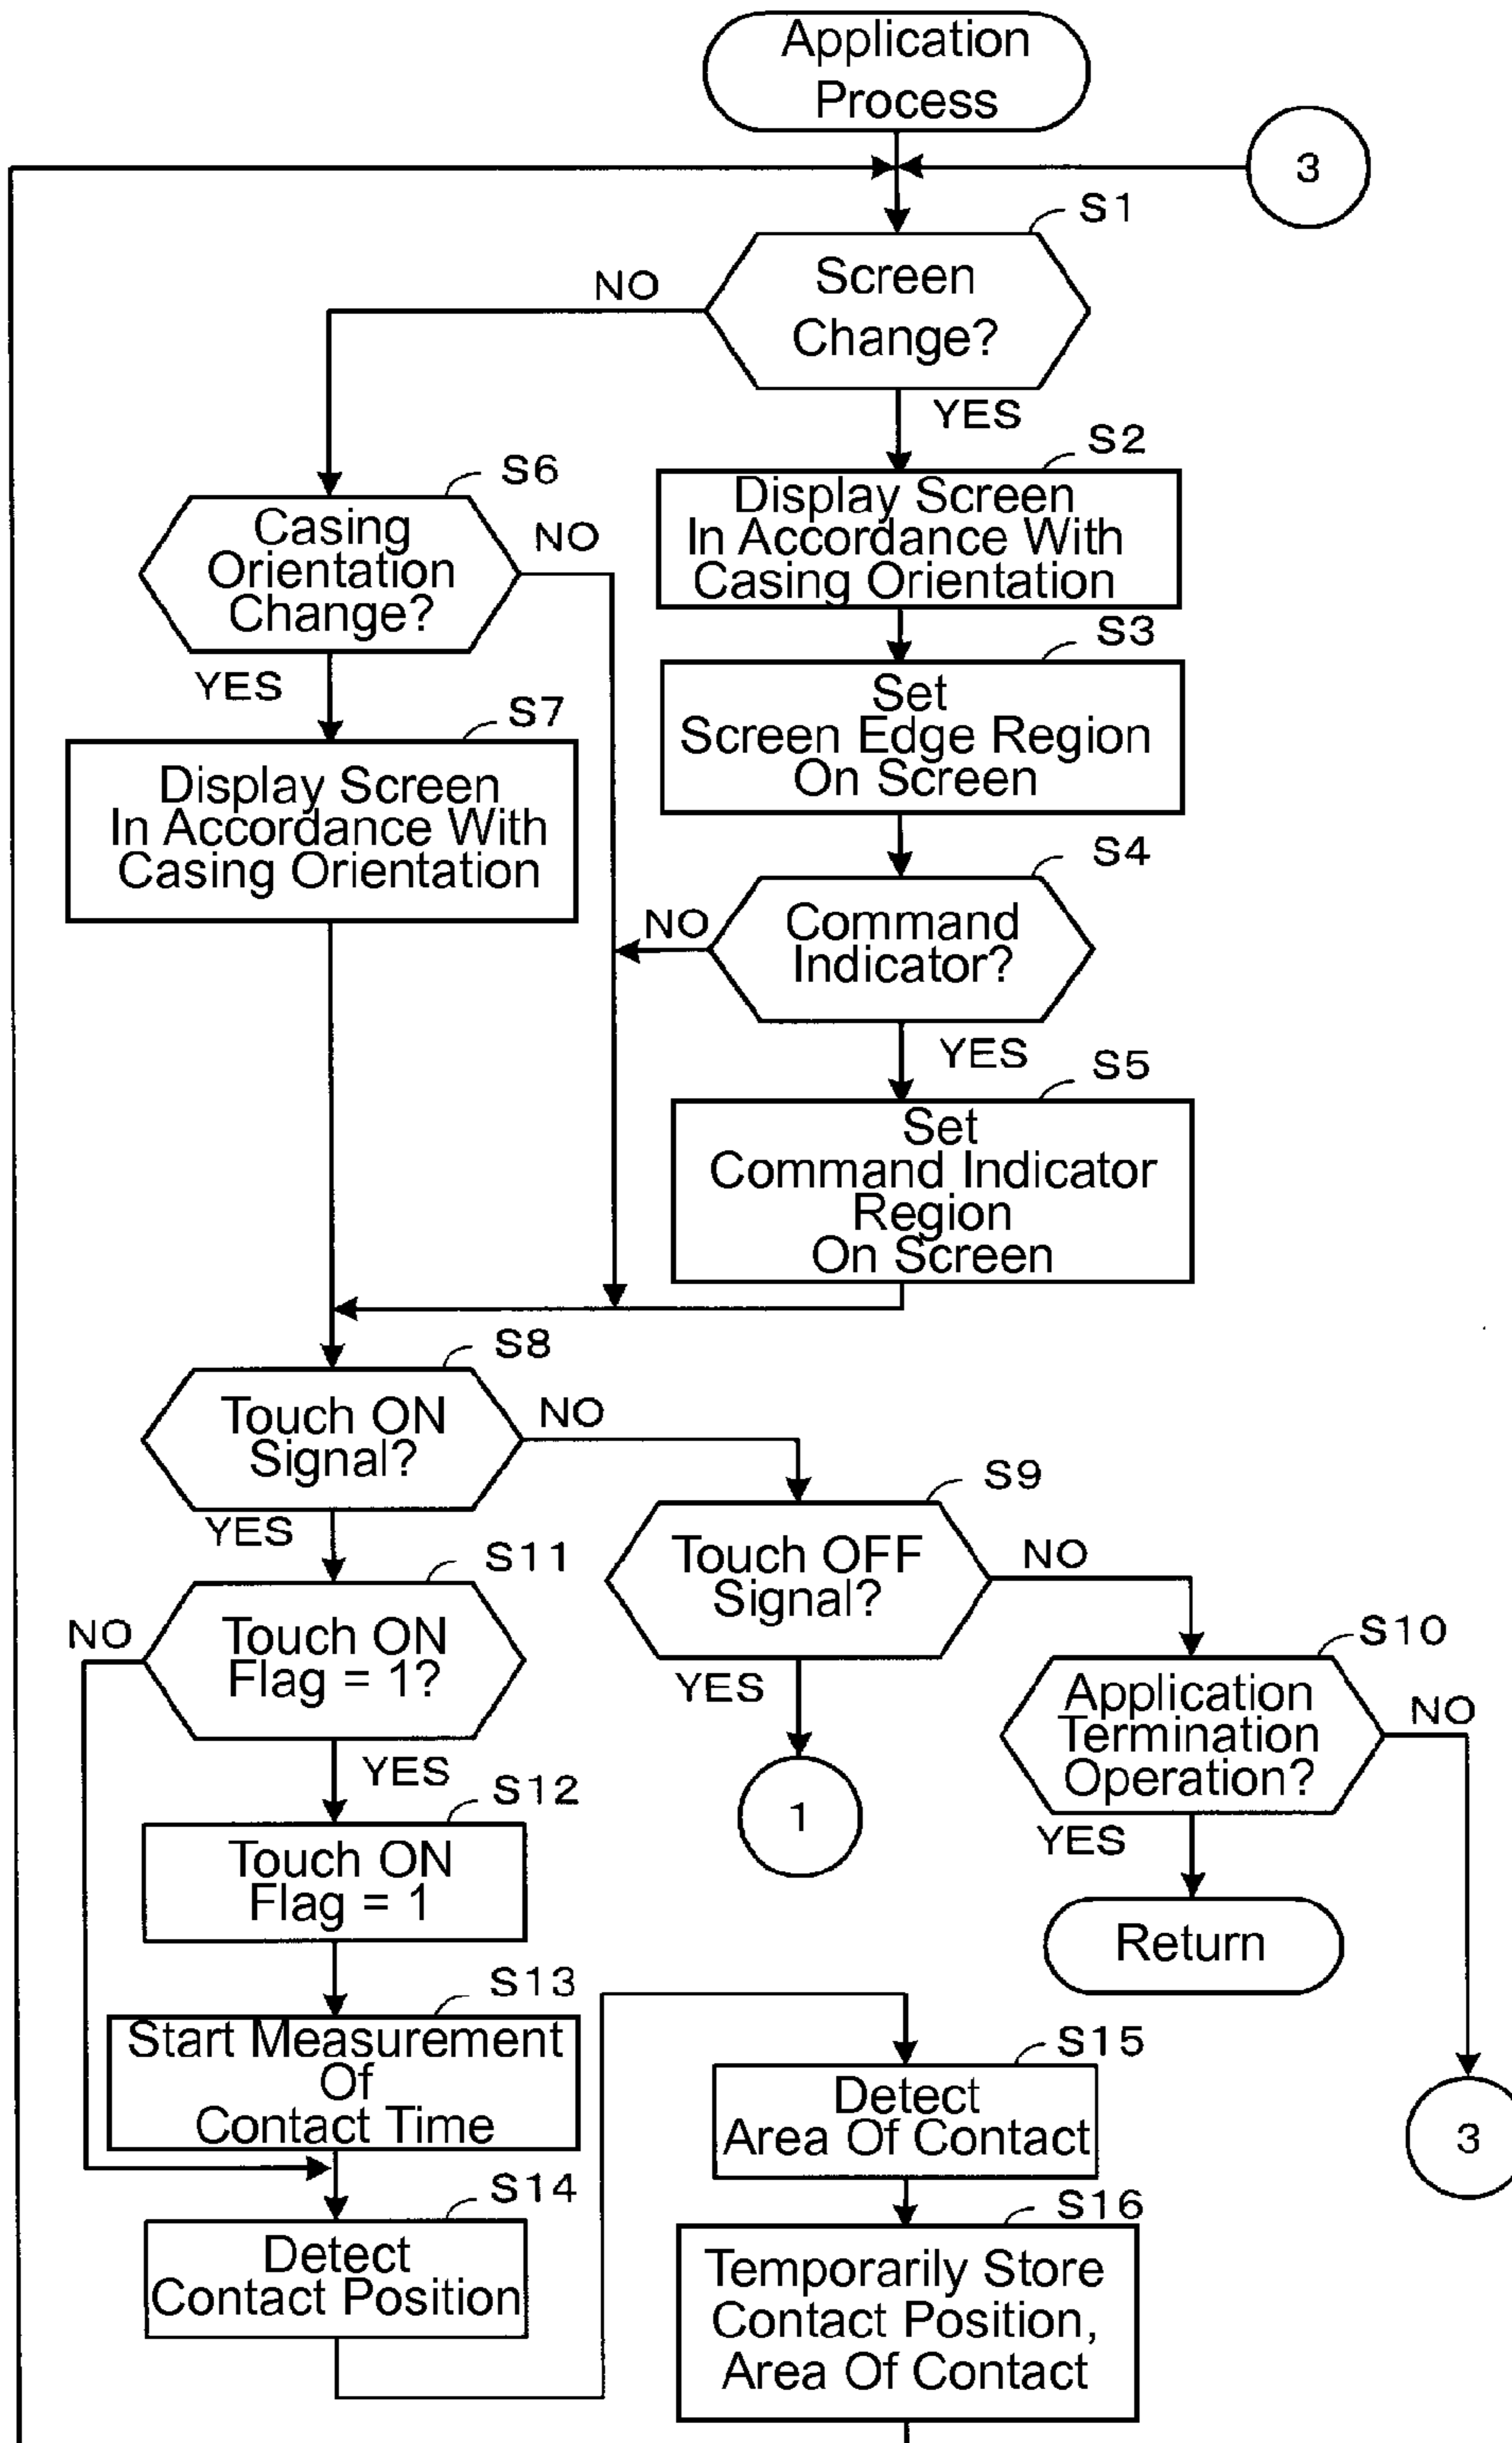 Application
Process
3
S1
Screen
Change?
NO
YES
S2
Display Screen
In Accordance With
Casing Orientation
S3
Set
Screen Edge Region
On Screen
S4
Command
Indicator?
NO
YES
S5
Set
Command Indicator
Region
On Screen
S6
Casing
Orientation
Change?
NO
YES
S7
Display Screen
In Accordance With
Casing Orientation
S8
Touch ON
Signal?
NO
YES
S9
Touch OFF
Signal?
NO
YES
1
S10
Application
Termination
Operation?
NO
YES
Return
3
S11
Touch ON
Flag = 1?
NO
YES
S12
Touch ON
Flag = 1
S13
Start Measurement
Of
Contact Time
S14
Detect
Contact Position
S15
Detect
Area Of Contact
S16
Temporarily Store
Contact Position,
Area Of Contact